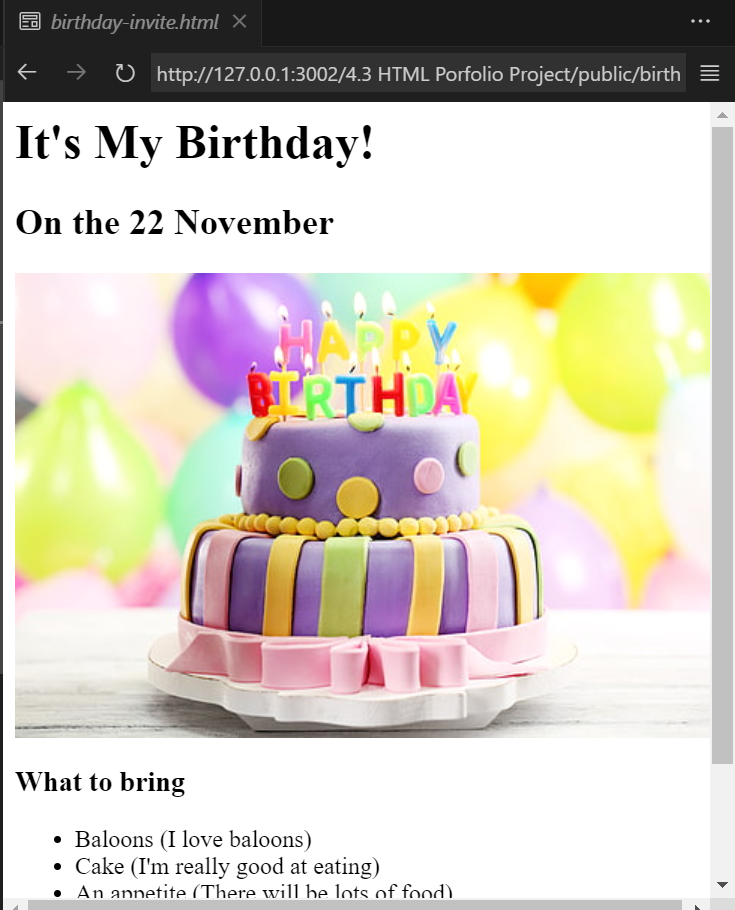 birthday-invite.html
http://127.0.0.1:3002/4.3 HTML Porfolio Project/public/birth
It's My Birthday!
On the 22 November
HAPPY
BIRTHDAY
What to bring
Baloons (I love baloons)
Cake (I'm really good at eating)
An appetite (There will be lots of food)